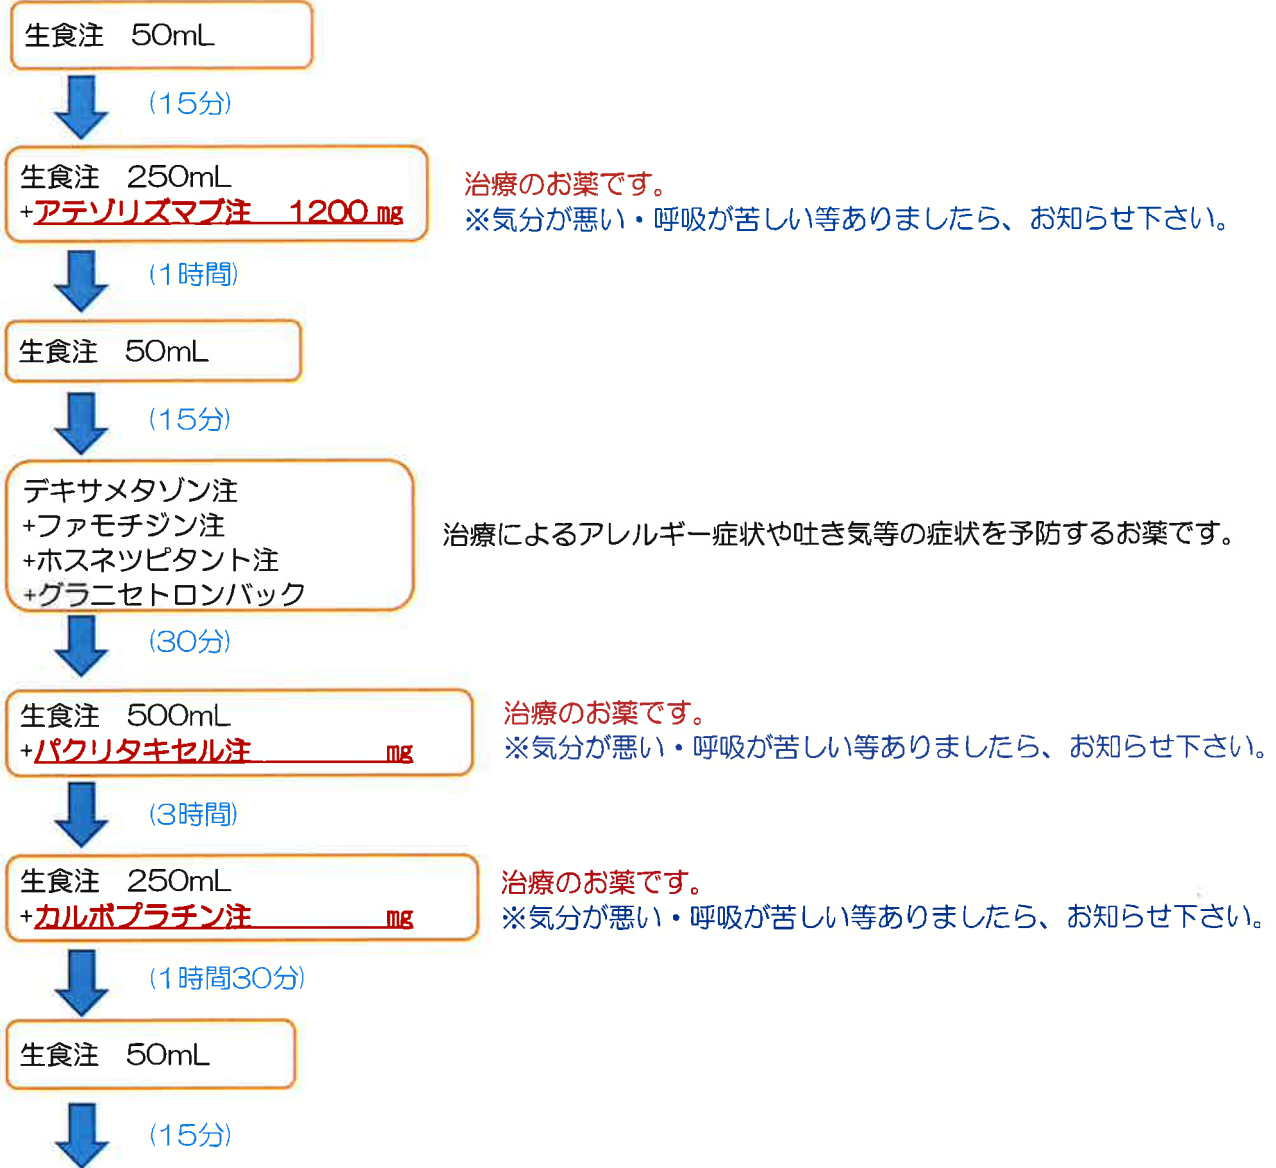 生食注　50mL
(15分)
生食注　250mL
+アテゾリズマブ注　1200 ㎎
治療のお薬です。
※気分が悪い・呼吸が苦しい等ありましたら、お知らせ下さい。
(1時間)
生食注　50mL
(15分)
デキサメタゾン注
+ファモチジン注
+ホスネツピタント注
+グラニセトロンバック
治療によるアレルギー症状や吐き気等の症状を予防するお薬です。
(30分)
生食注　500mL
+パクリタキセル注　　　　　㎎
治療のお薬です。
※気分が悪い・呼吸が苦しい等ありましたら、お知らせ下さい。
(3時間)
生食注　250mL
+カルボプラチン注　　　　　㎎
治療のお薬です。
※気分が悪い・呼吸が苦しい等ありましたら、お知らせ下さい。
(1時間30分)
生食注　50mL
(15分)